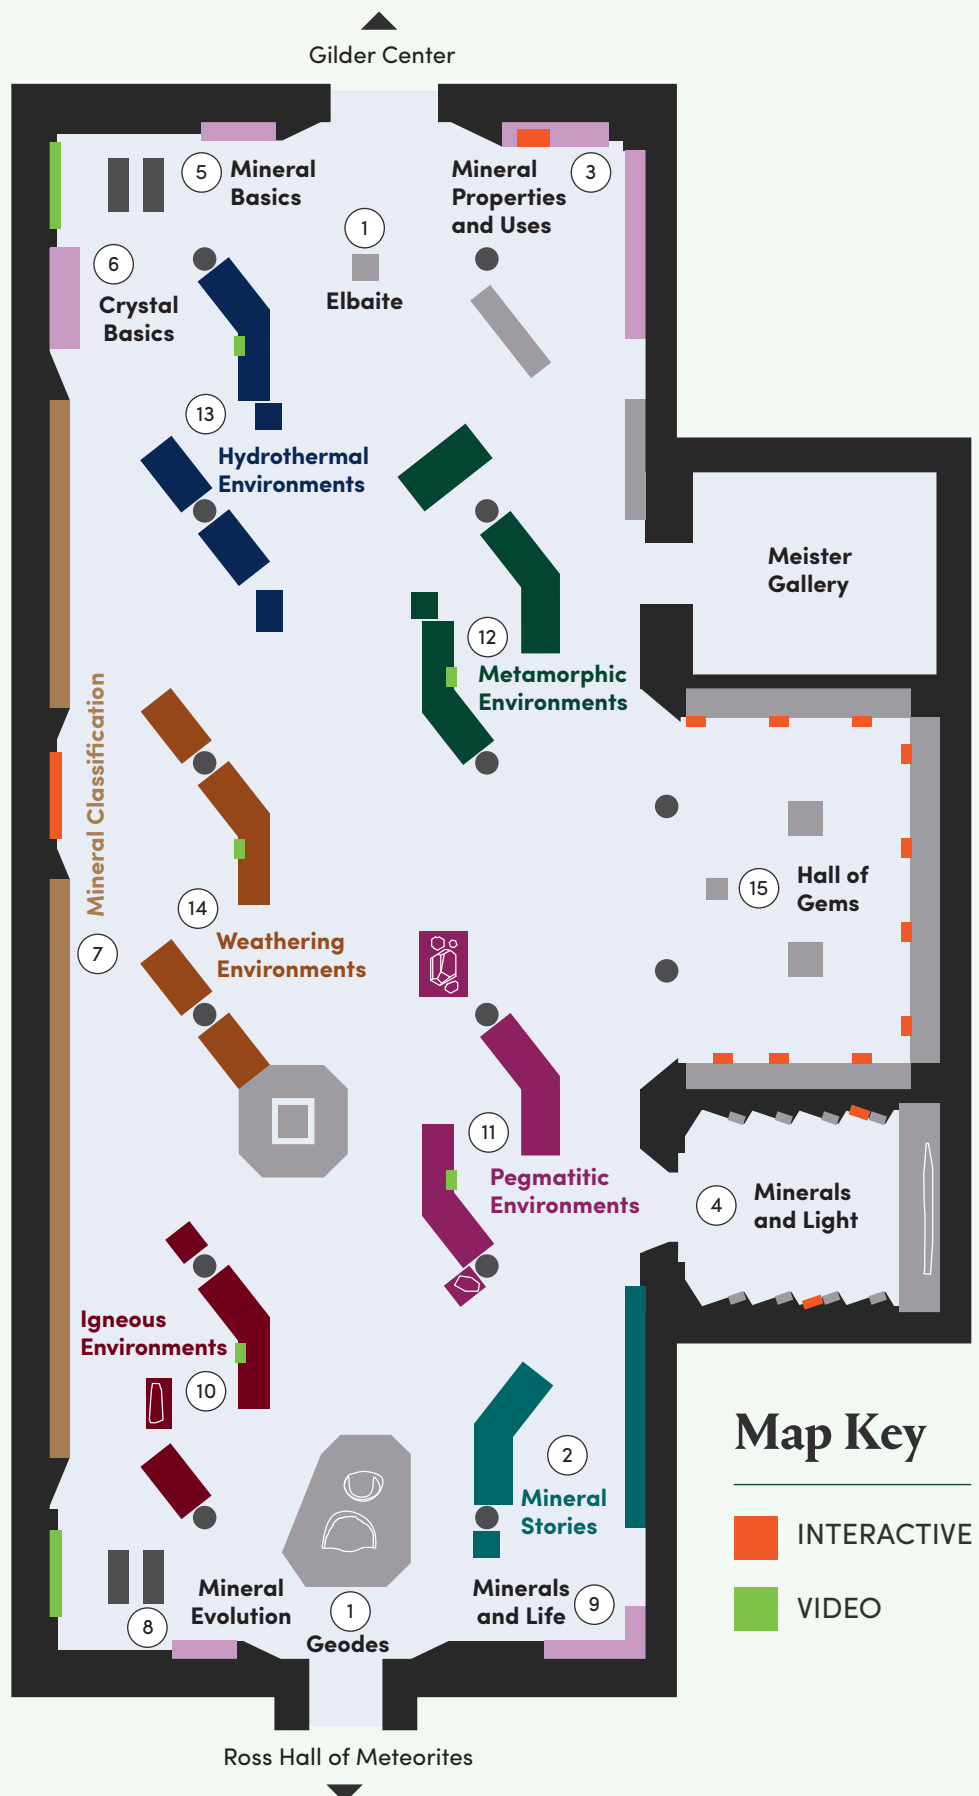 Gilder Center
5
Mineral
Basics
Mineral
Properties
and Uses
3
1
Elbaite
6
Crystal
Basics
13
Hydrothermal
Environments
Meister
Gallery
12
Metamorphic
Environments
Mineral Classification
7
15
Hall of
Gems
14
Weathering
Environments
11
Pegmatitic
Environments
4
Minerals
and Light
Igneous
Environments
10
2
Mineral
Stories
Mineral
Evolution
8
1
Geodes
Minerals
and Life
9
Map Key
INTERACTIVE
VIDEO
Ross Hall of Meteorites